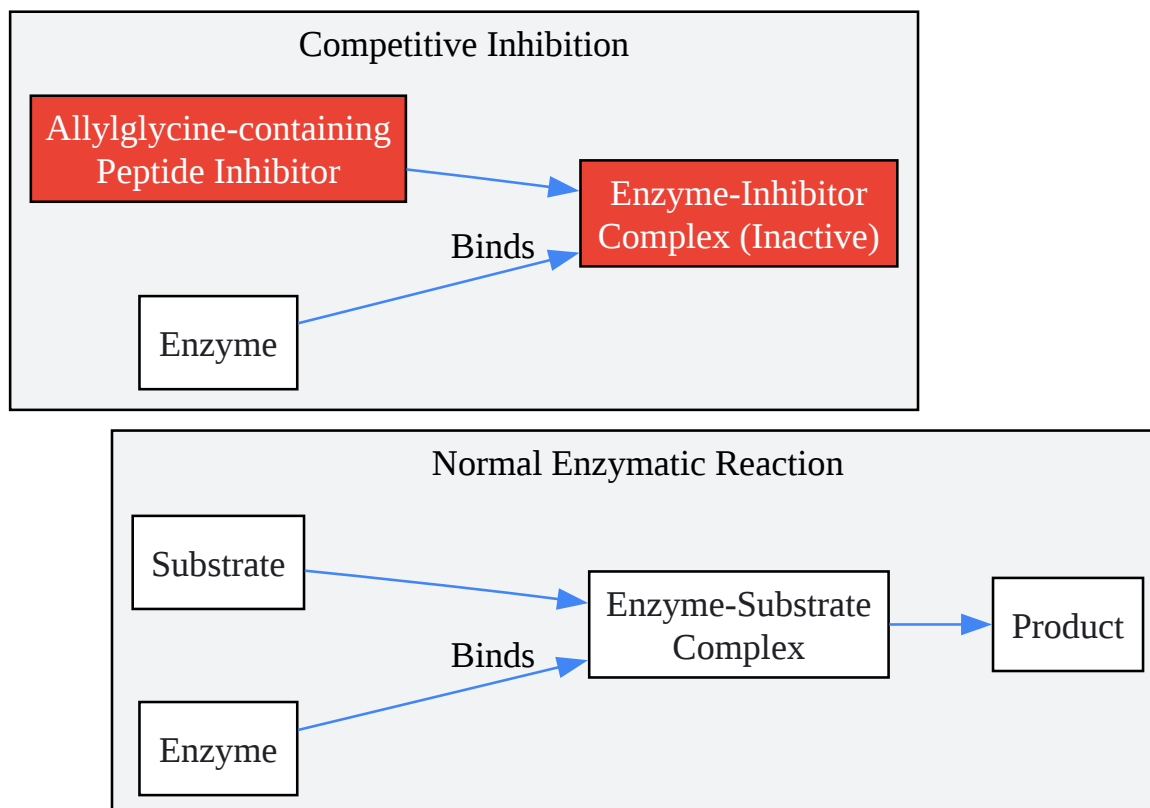 Competitive Inhibition
Allylglycine-containing
Peptide Inhibitor
Enzyme-Inhibitor
Complex (Inactive)
Binds
Enzyme
Normal Enzymatic Reaction
Substrate
Enzyme-Substrate
Complex
Product
Binds
Enzyme